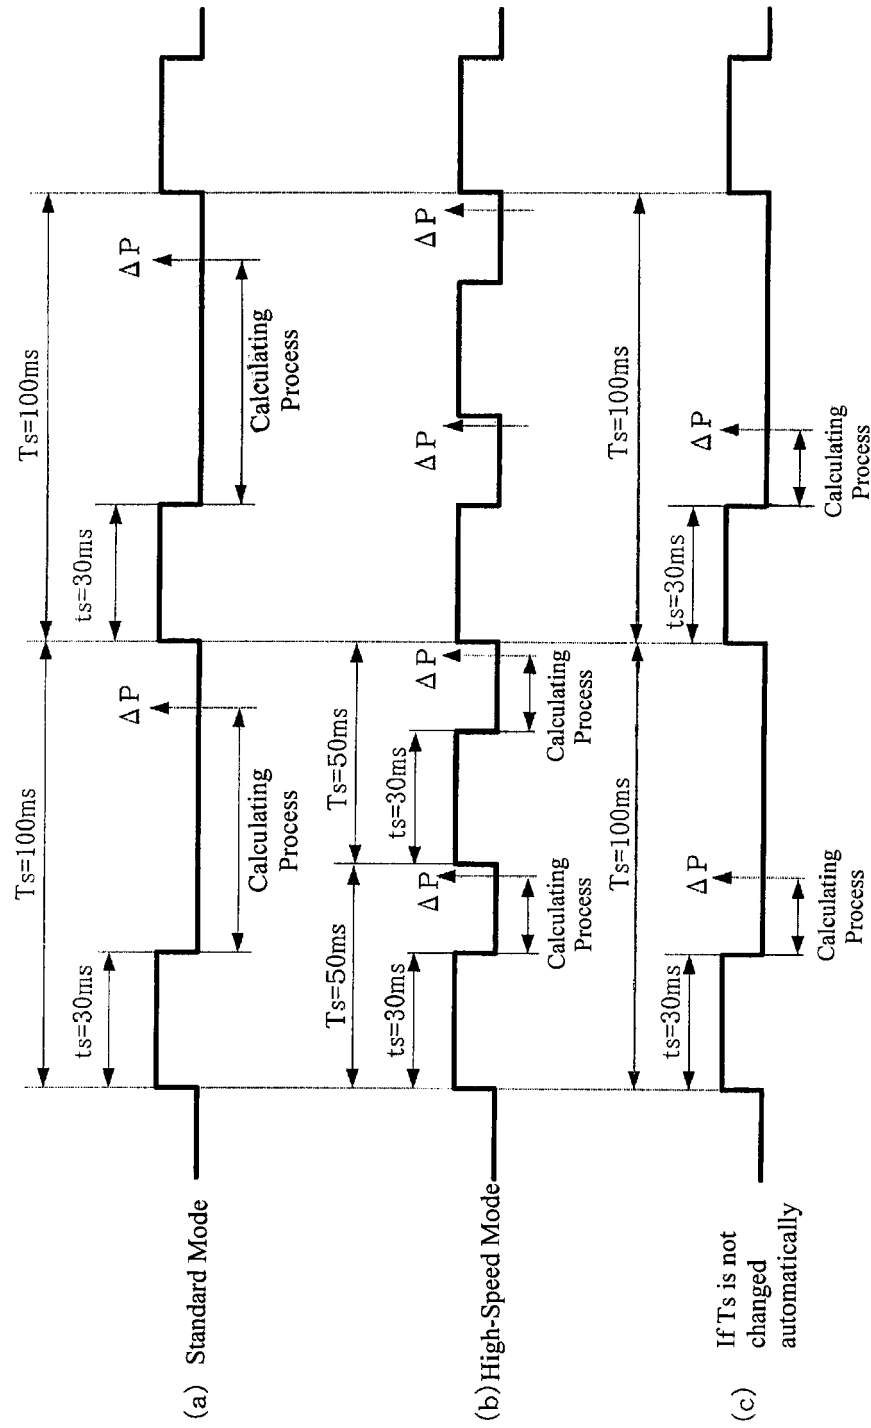 (a) Standard Mode
Ts=100ms
Ts=100ms
ts=30ms
ts=30ms
ΔP
ΔP
Calculating
Process
Calculating
Process
(b) High-Speed Mode
Ts=50ms
Ts=50ms
ts=30ms
ts=30ms
ΔP
ΔP
ΔP
ΔP
Calculating
Process
Calculating
Process
(c) If Ts is not
changed
automatically
Ts=100ms
Ts=100ms
ts=30ms
ts=30ms
ΔP
ΔP
Calculating
Process
Calculating
Process